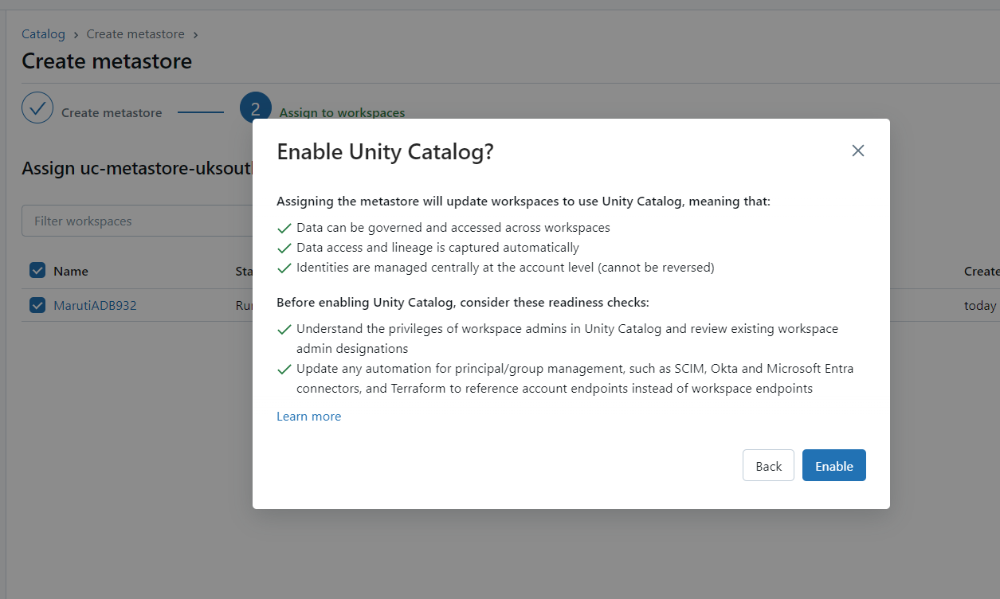 Catalog › Create metastore ›
Create metastore
Create metastore
2 Assign to workspaces
Assign uc-metastore-uksouth
Enable Unity Catalog?
Assigning the metastore will update workspaces to use Unity Catalog, meaning that:
Data can be governed and accessed across workspaces
Data access and lineage is captured automatically
Identities are managed centrally at the account level (cannot be reversed)
Before enabling Unity Catalog, consider these readiness checks:
Understand the privileges of workspace admins in Unity Catalog and review existing workspace
admin designations
Update any automation for principal/group management, such as SCIM, Okta and Microsoft Entra
connectors, and Terraform to reference account endpoints instead of workspace endpoints
Learn more
Back Enable
Filter workspaces
Name Sta Create
MarutiADB932 Ru today